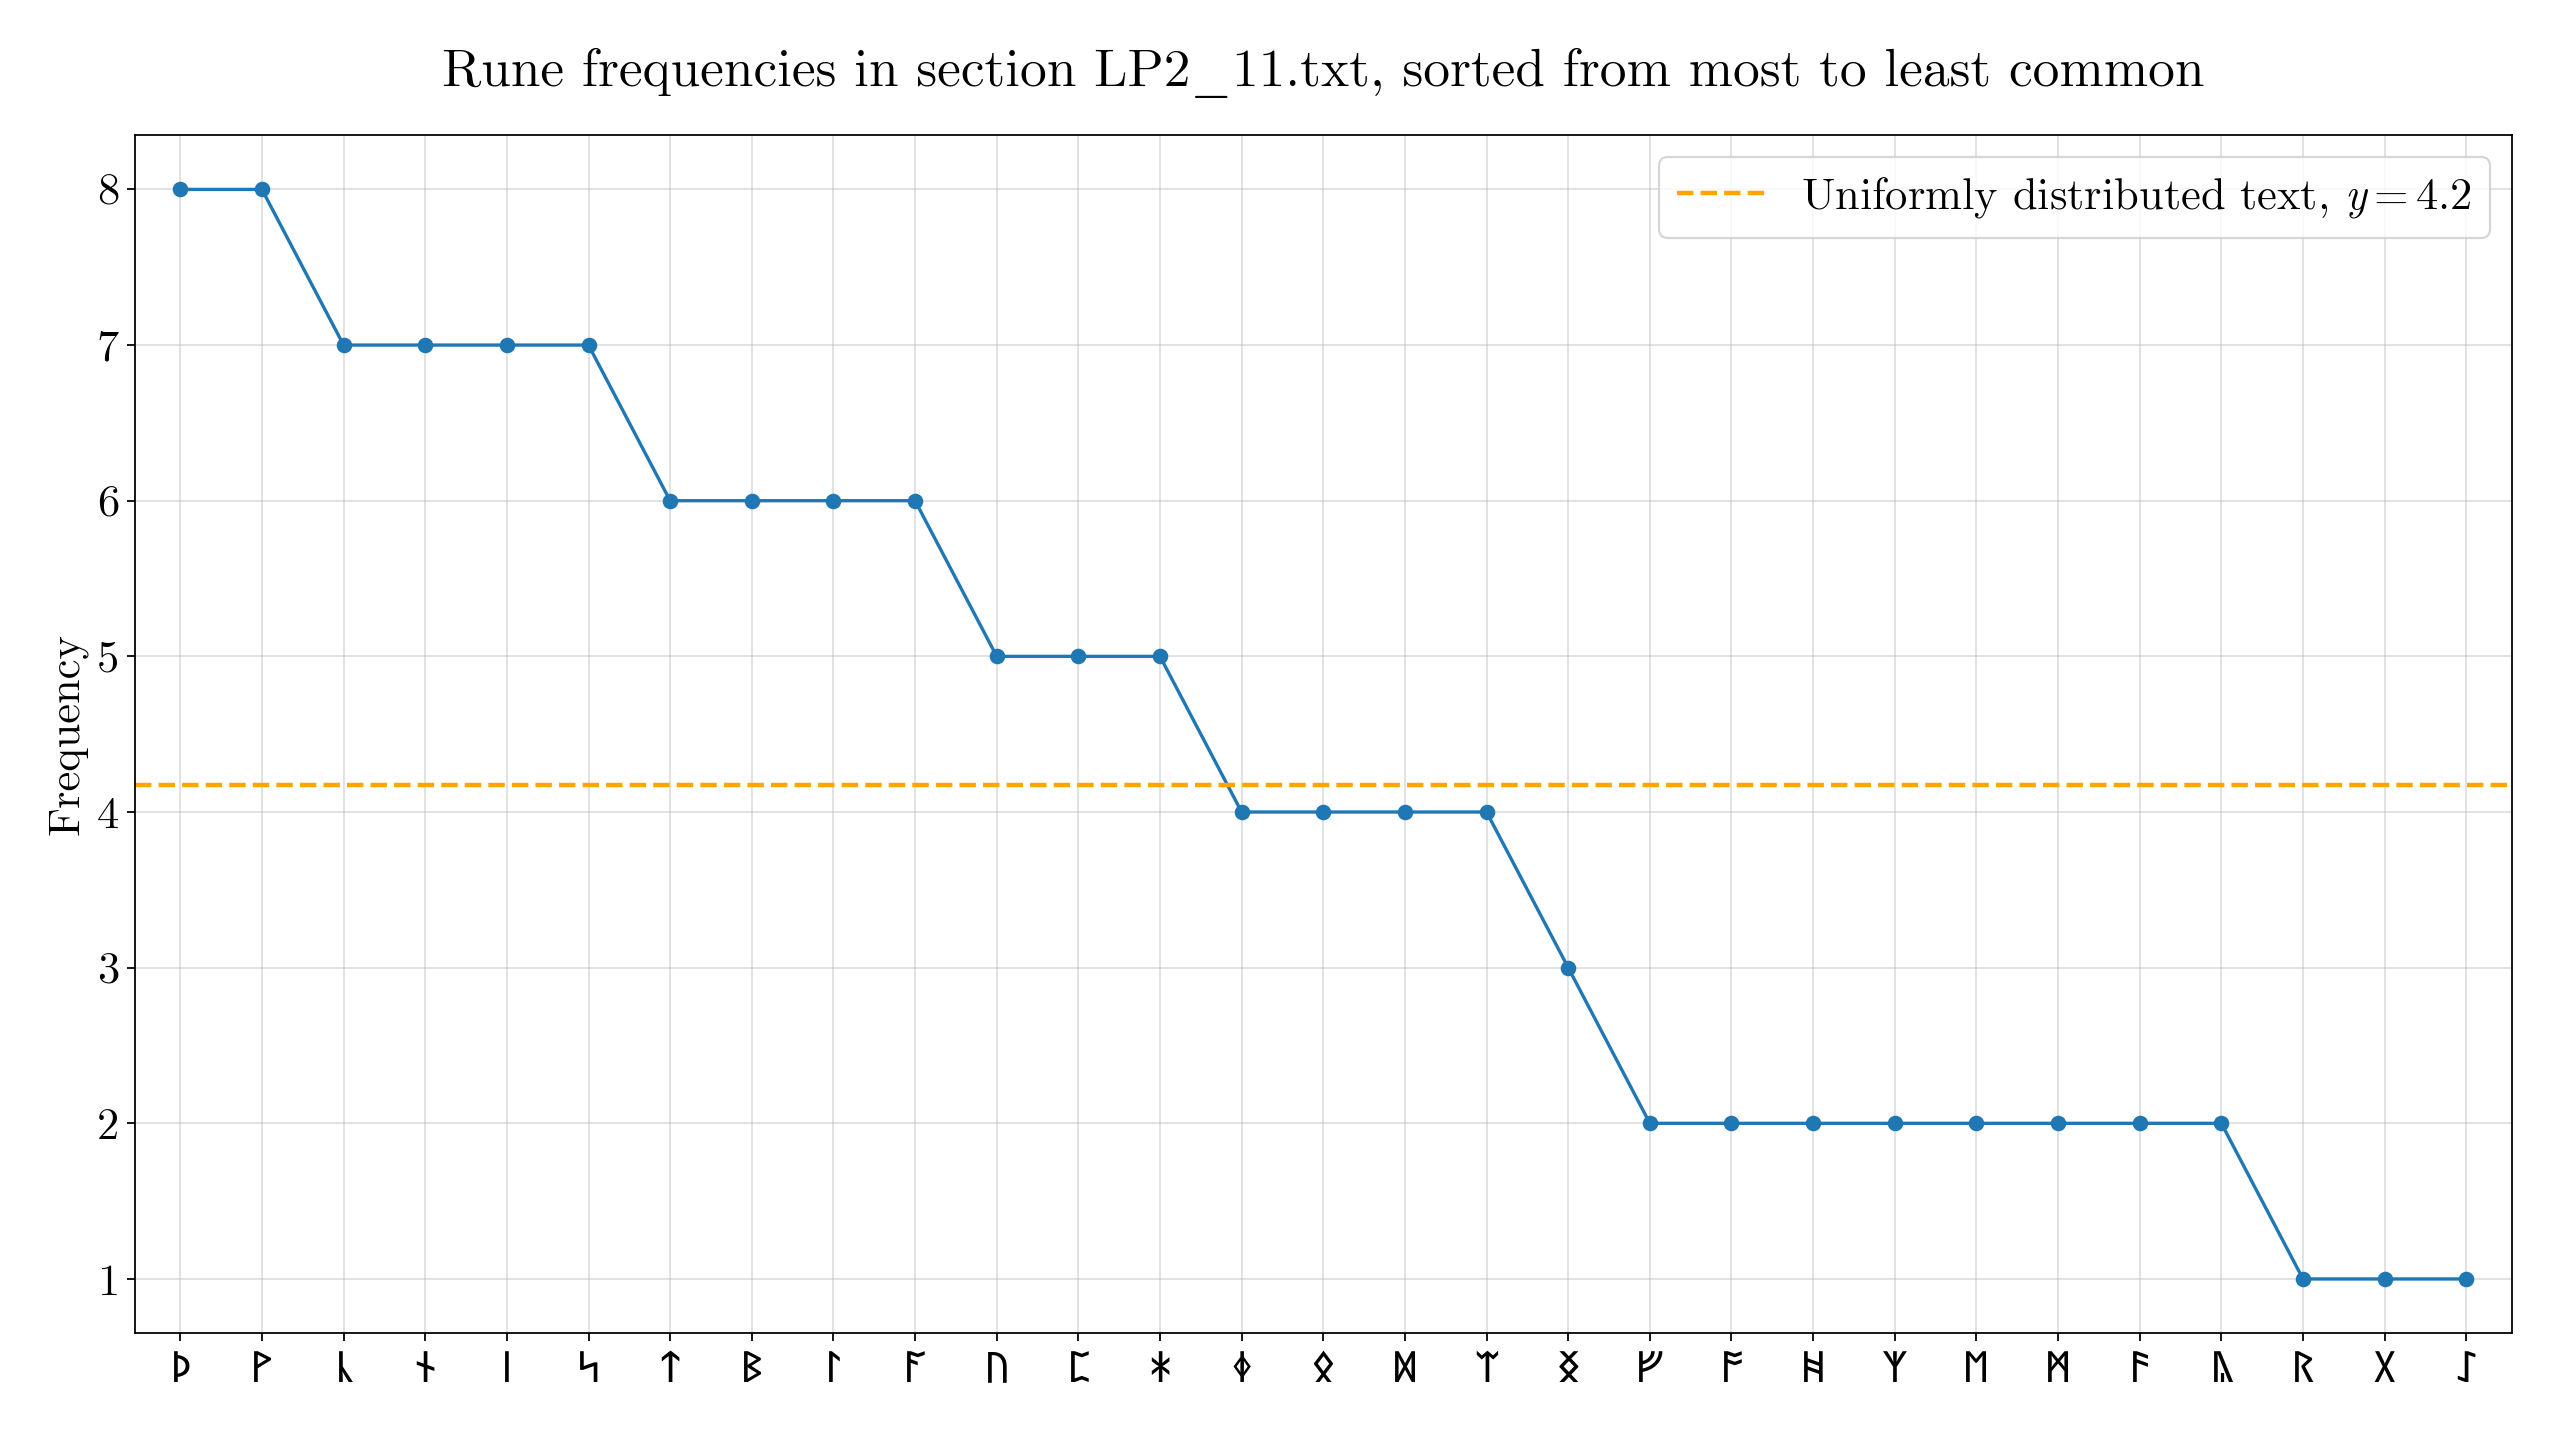 Rune frequencies in section LP2_11.txt, sorted from most to least common
Uniformly distributed text, y = 4.2
Frequency
8
7
6
5
4
3
2
1
ᚦ ᚹ ᚳ ᚾ ᛁ ᛋ ᛏ ᛒ ᛚ ᚪ ᚢ ᛈ ᛡ ᛄ ᛟ ᛞ ᛠ ᛝ ᚠ ᚩ ᚻ ᛉ ᛖ ᛗ ᚫ ᚣ ᚱ ᚷ ᛇ